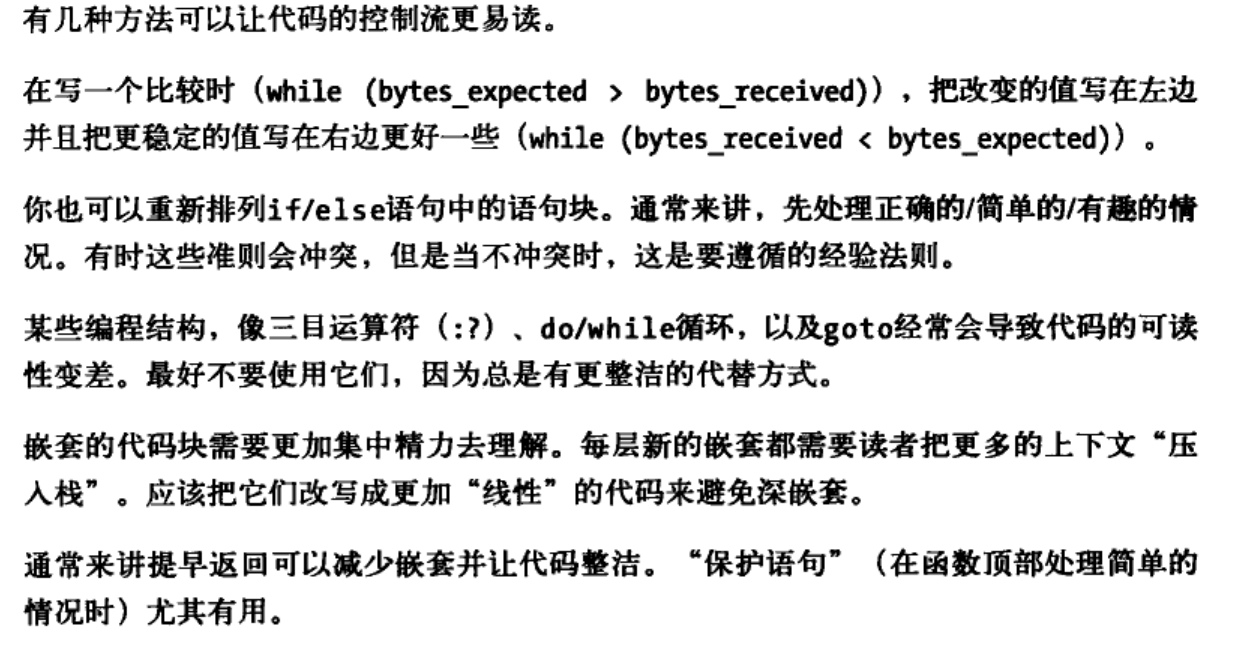 有几种方法可以让代码的控制流更易读。
在写一个比较时（while (bytes_expected > bytes_received)），把改变的值写在左边
并且把更稳定的值写在右边更好一些（while (bytes_received < bytes_expected)）。
你也可以重新排列if/else语句中的语句块。通常来讲，先处理正确的/简单的/有趣的情
况。有时这些准则会冲突，但是当不冲突时，这是要遵循的经验法则。
某些编程结构，像三目运算符（:?）、do/while循环，以及goto经常会导致代码的可读
性变差。最好不要使用它们，因为总是有更整洁的代替方式。
嵌套的代码块需要更加集中精力去理解。每层新的嵌套都需要读者把更多的上下文“压
入栈”。应该把它们改写成更加“线性”的代码来避免深嵌套。
通常来讲提早返回可以减少嵌套并让代码整洁。“保护语句”（在函数顶部处理简单的
情况时）尤其有用。